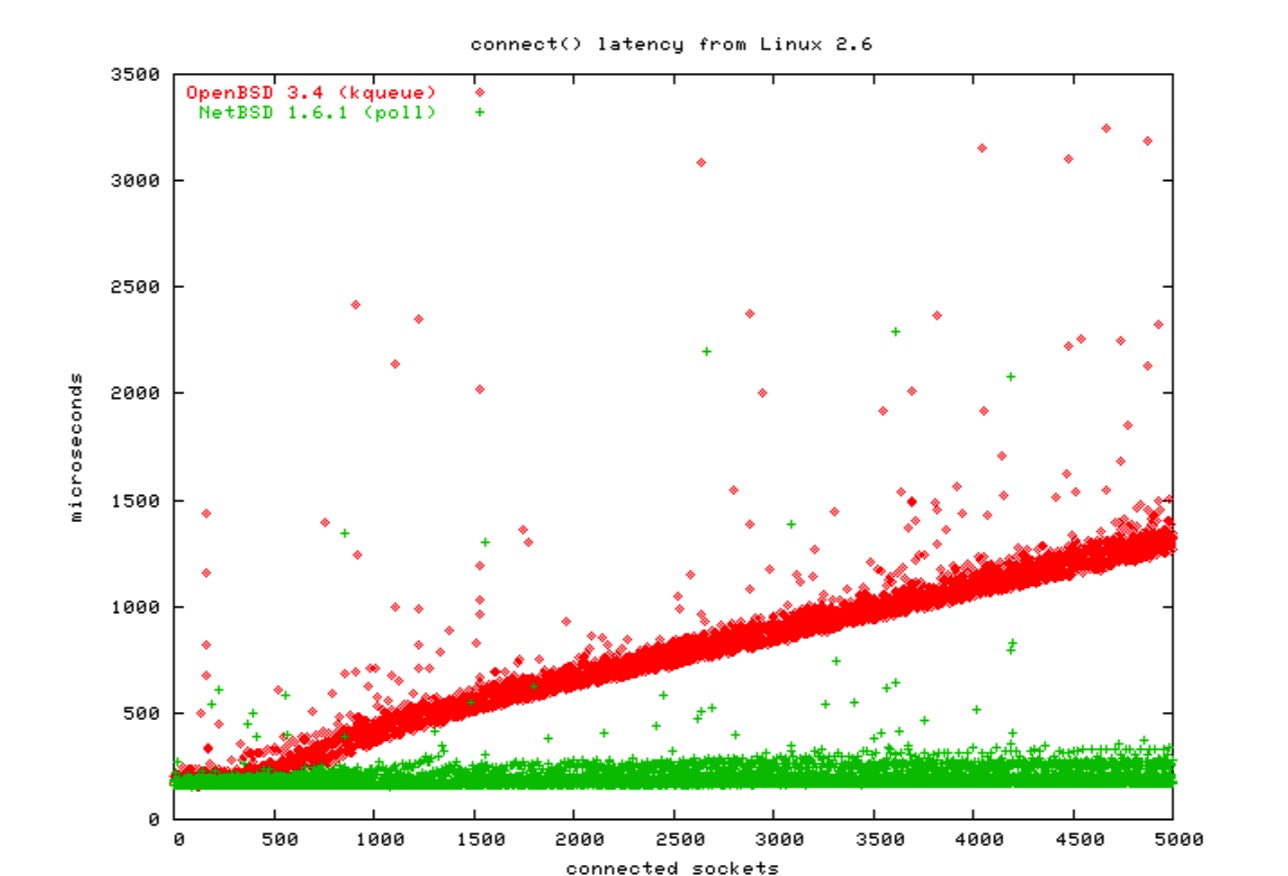 connect() latency from Linux 2.6
3500
OpenBSD 3.4 (kqueue)
NetBSD 1.6.1 (poll)
3000
2500
2000
microseconds
1500
1000
500
0
0 500 1000 1500 2000 2500 3000 3500 4000 4500 5000
connected sockets